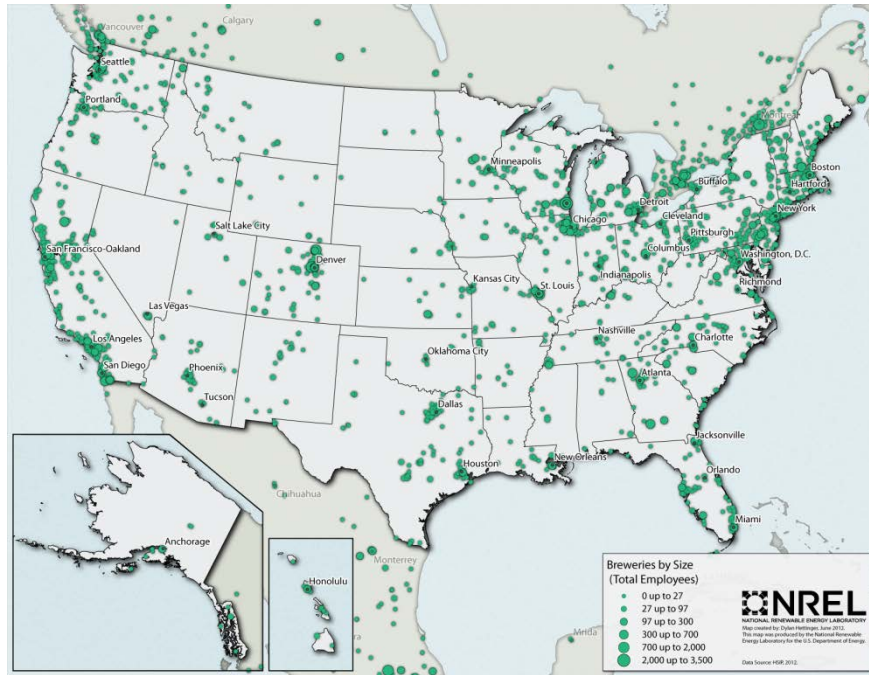 Calgary
Vancouver
Seattle
Portland
Montreal
Minneapolis
Boston
Buffalo
Hartford
Detroit
Chicago
Cleveland
New York
Salt Lake City
Pittsburgh
San Francisco-Oakland
Denver
Columbus
Washington, D.C.
Kansas City
St. Louis
Indianapolis
Richmond
Las Vegas
Nashville
Los Angeles
Oklahoma City
Charlotte
San Diego
Phoenix
Atlanta
Tucson
Dallas
Jacksonville
New Orleans
Houston
Orlando
Chihuahua
Miami
Anchorage
Monterrey
Honolulu
Breweries by Size
(Total Employees)
0 up to 27
27 up to 97
97 up to 300
300 up to 700
700 up to 2,000
2,000 up to 3,500
NREL
NATIONAL RENEWABLE ENERGY LABORATORY
Map created by: Dylan Hettinger, June 2012.
This map was produced by the National Renewable
Energy Laboratory for the U.S. Department of Energy.
Data Source: HSIP, 2012.